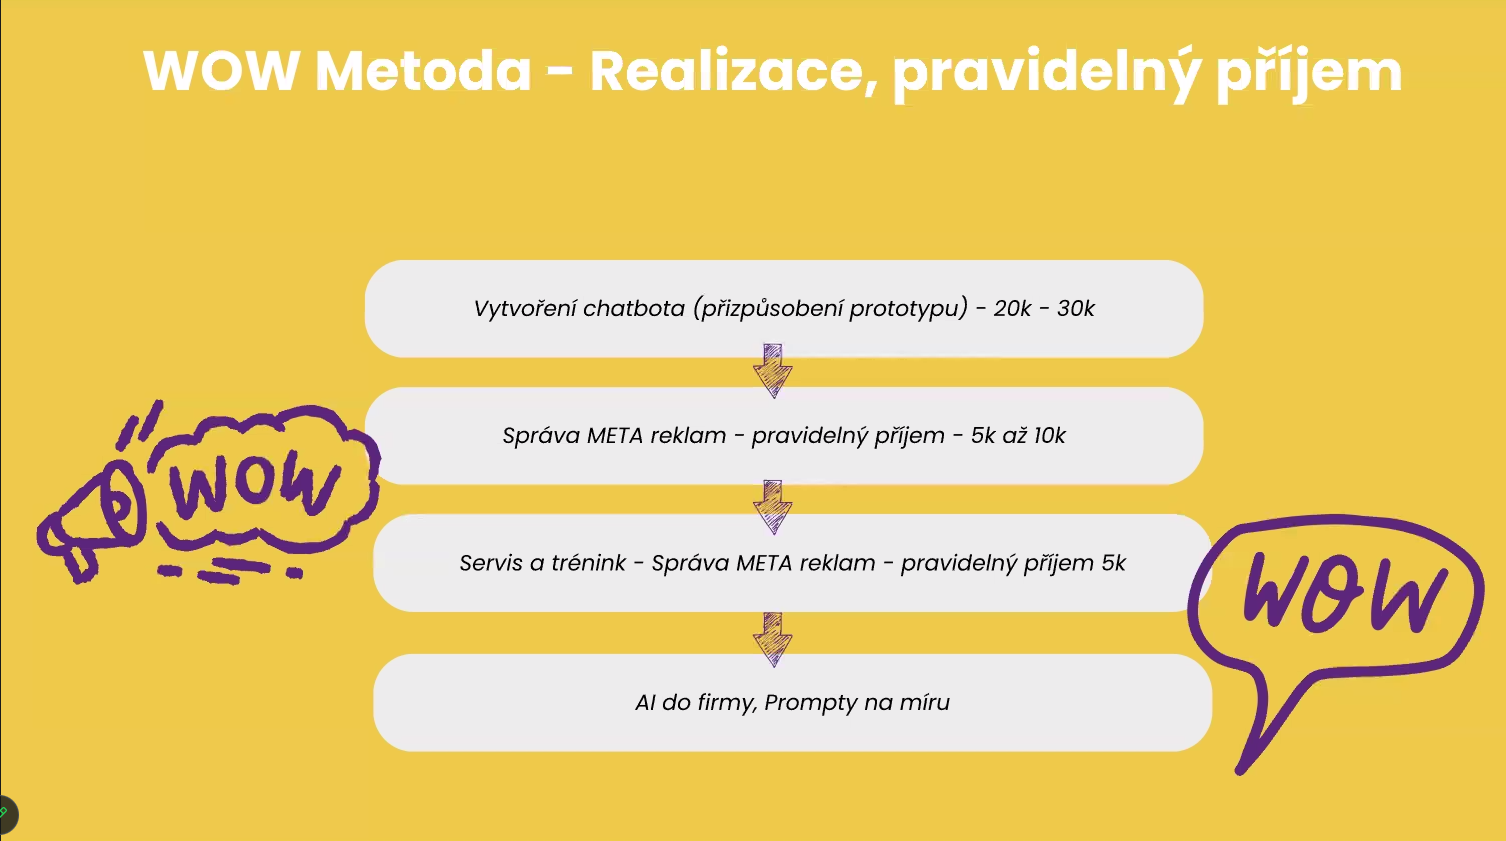 WOW Metoda - Realizace, pravidelný příjem
Vytvoření chatbota (přizpůsobení prototypu) - 20k - 30k
Správa META reklam - pravidelný příjem - 5k až 10k
WOW
Servis a trénink - Správa META reklam - pravidelný příjem 5k
WOW
AI do firmy, Prompty na míru